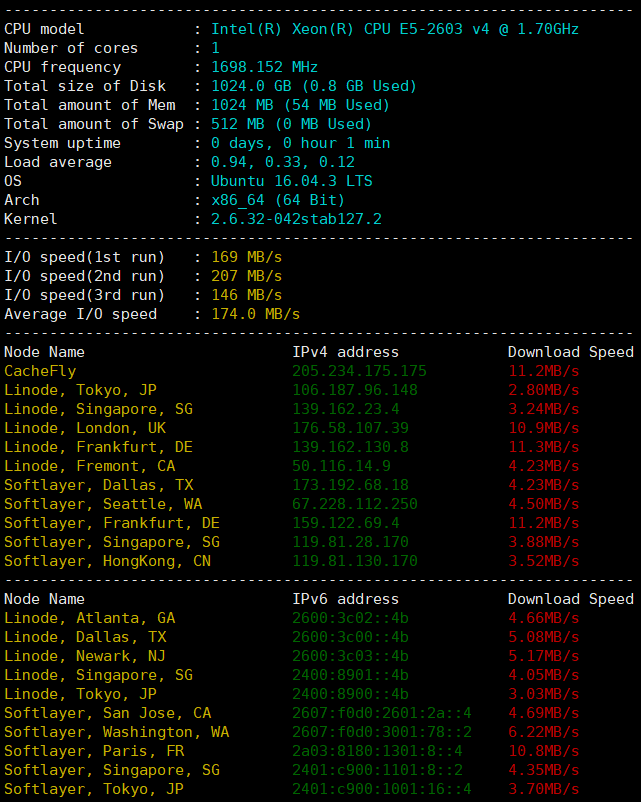 ----------------------------------------------------------------------
CPU model            : Intel(R) Xeon(R) CPU E5-2603 v4 @ 1.70GHz
Number of cores      : 1
CPU frequency        : 1698.152 MHz
Total size of Disk   : 1024.0 GB (0.8 GB Used)
Total amount of Mem  : 1024 MB (54 MB Used)
Total amount of Swap : 512 MB (0 MB Used)
System uptime        : 0 days, 0 hour 1 min
Load average         : 0.94, 0.33, 0.12
OS                   : Ubuntu 16.04.3 LTS
Arch                 : x86_64 (64 Bit)
Kernel               : 2.6.32-042stab127.2
----------------------------------------------------------------------
I/O speed(1st run)   : 169 MB/s
I/O speed(2nd run)   : 207 MB/s
I/O speed(3rd run)   : 146 MB/s
Average I/O speed    : 174.0 MB/s
----------------------------------------------------------------------
Node Name                       IPv4 address            Download Speed
CacheFly                        205.234.175.175         11.2MB/s
Linode, Tokyo, JP               106.187.96.148          2.80MB/s
Linode, Singapore, SG           139.162.23.4            3.24MB/s
Linode, London, UK              176.58.107.39           10.9MB/s
Linode, Frankfurt, DE           139.162.130.8           11.3MB/s
Linode, Fremont, CA             50.116.14.9             4.23MB/s
Softlayer, Dallas, TX           173.192.68.18           4.23MB/s
Softlayer, Seattle, WA          67.228.112.250          4.50MB/s
Softlayer, Frankfurt, DE        159.122.69.4            11.2MB/s
Softlayer, Singapore, SG        119.81.28.170           3.88MB/s
Softlayer, HongKong, CN         119.81.130.170          3.52MB/s
----------------------------------------------------------------------
Node Name                       IPv6 address            Download Speed
Linode, Atlanta, GA             2600:3c02::4b           4.66MB/s
Linode, Dallas, TX              2600:3c00::4b           5.08MB/s
Linode, Newark, NJ              2600:3c03::4b           5.17MB/s
Linode, Singapore, SG           2400:8901::4b           4.05MB/s
Linode, Tokyo, JP               2400:8900::4b           3.03MB/s
Softlayer, San Jose, CA         2607:f0d0:2601:2a::4    4.69MB/s
Softlayer, Washington, WA       2607:f0d0:3001:78::2    6.22MB/s
Softlayer, Paris, FR            2a03:8180:1301:8::4     10.8MB/s
Softlayer, Singapore, SG        2401:c900:1101:8::2     4.35MB/s
Softlayer, Tokyo, JP            2401:c900:1001:16::4    3.70MB/s